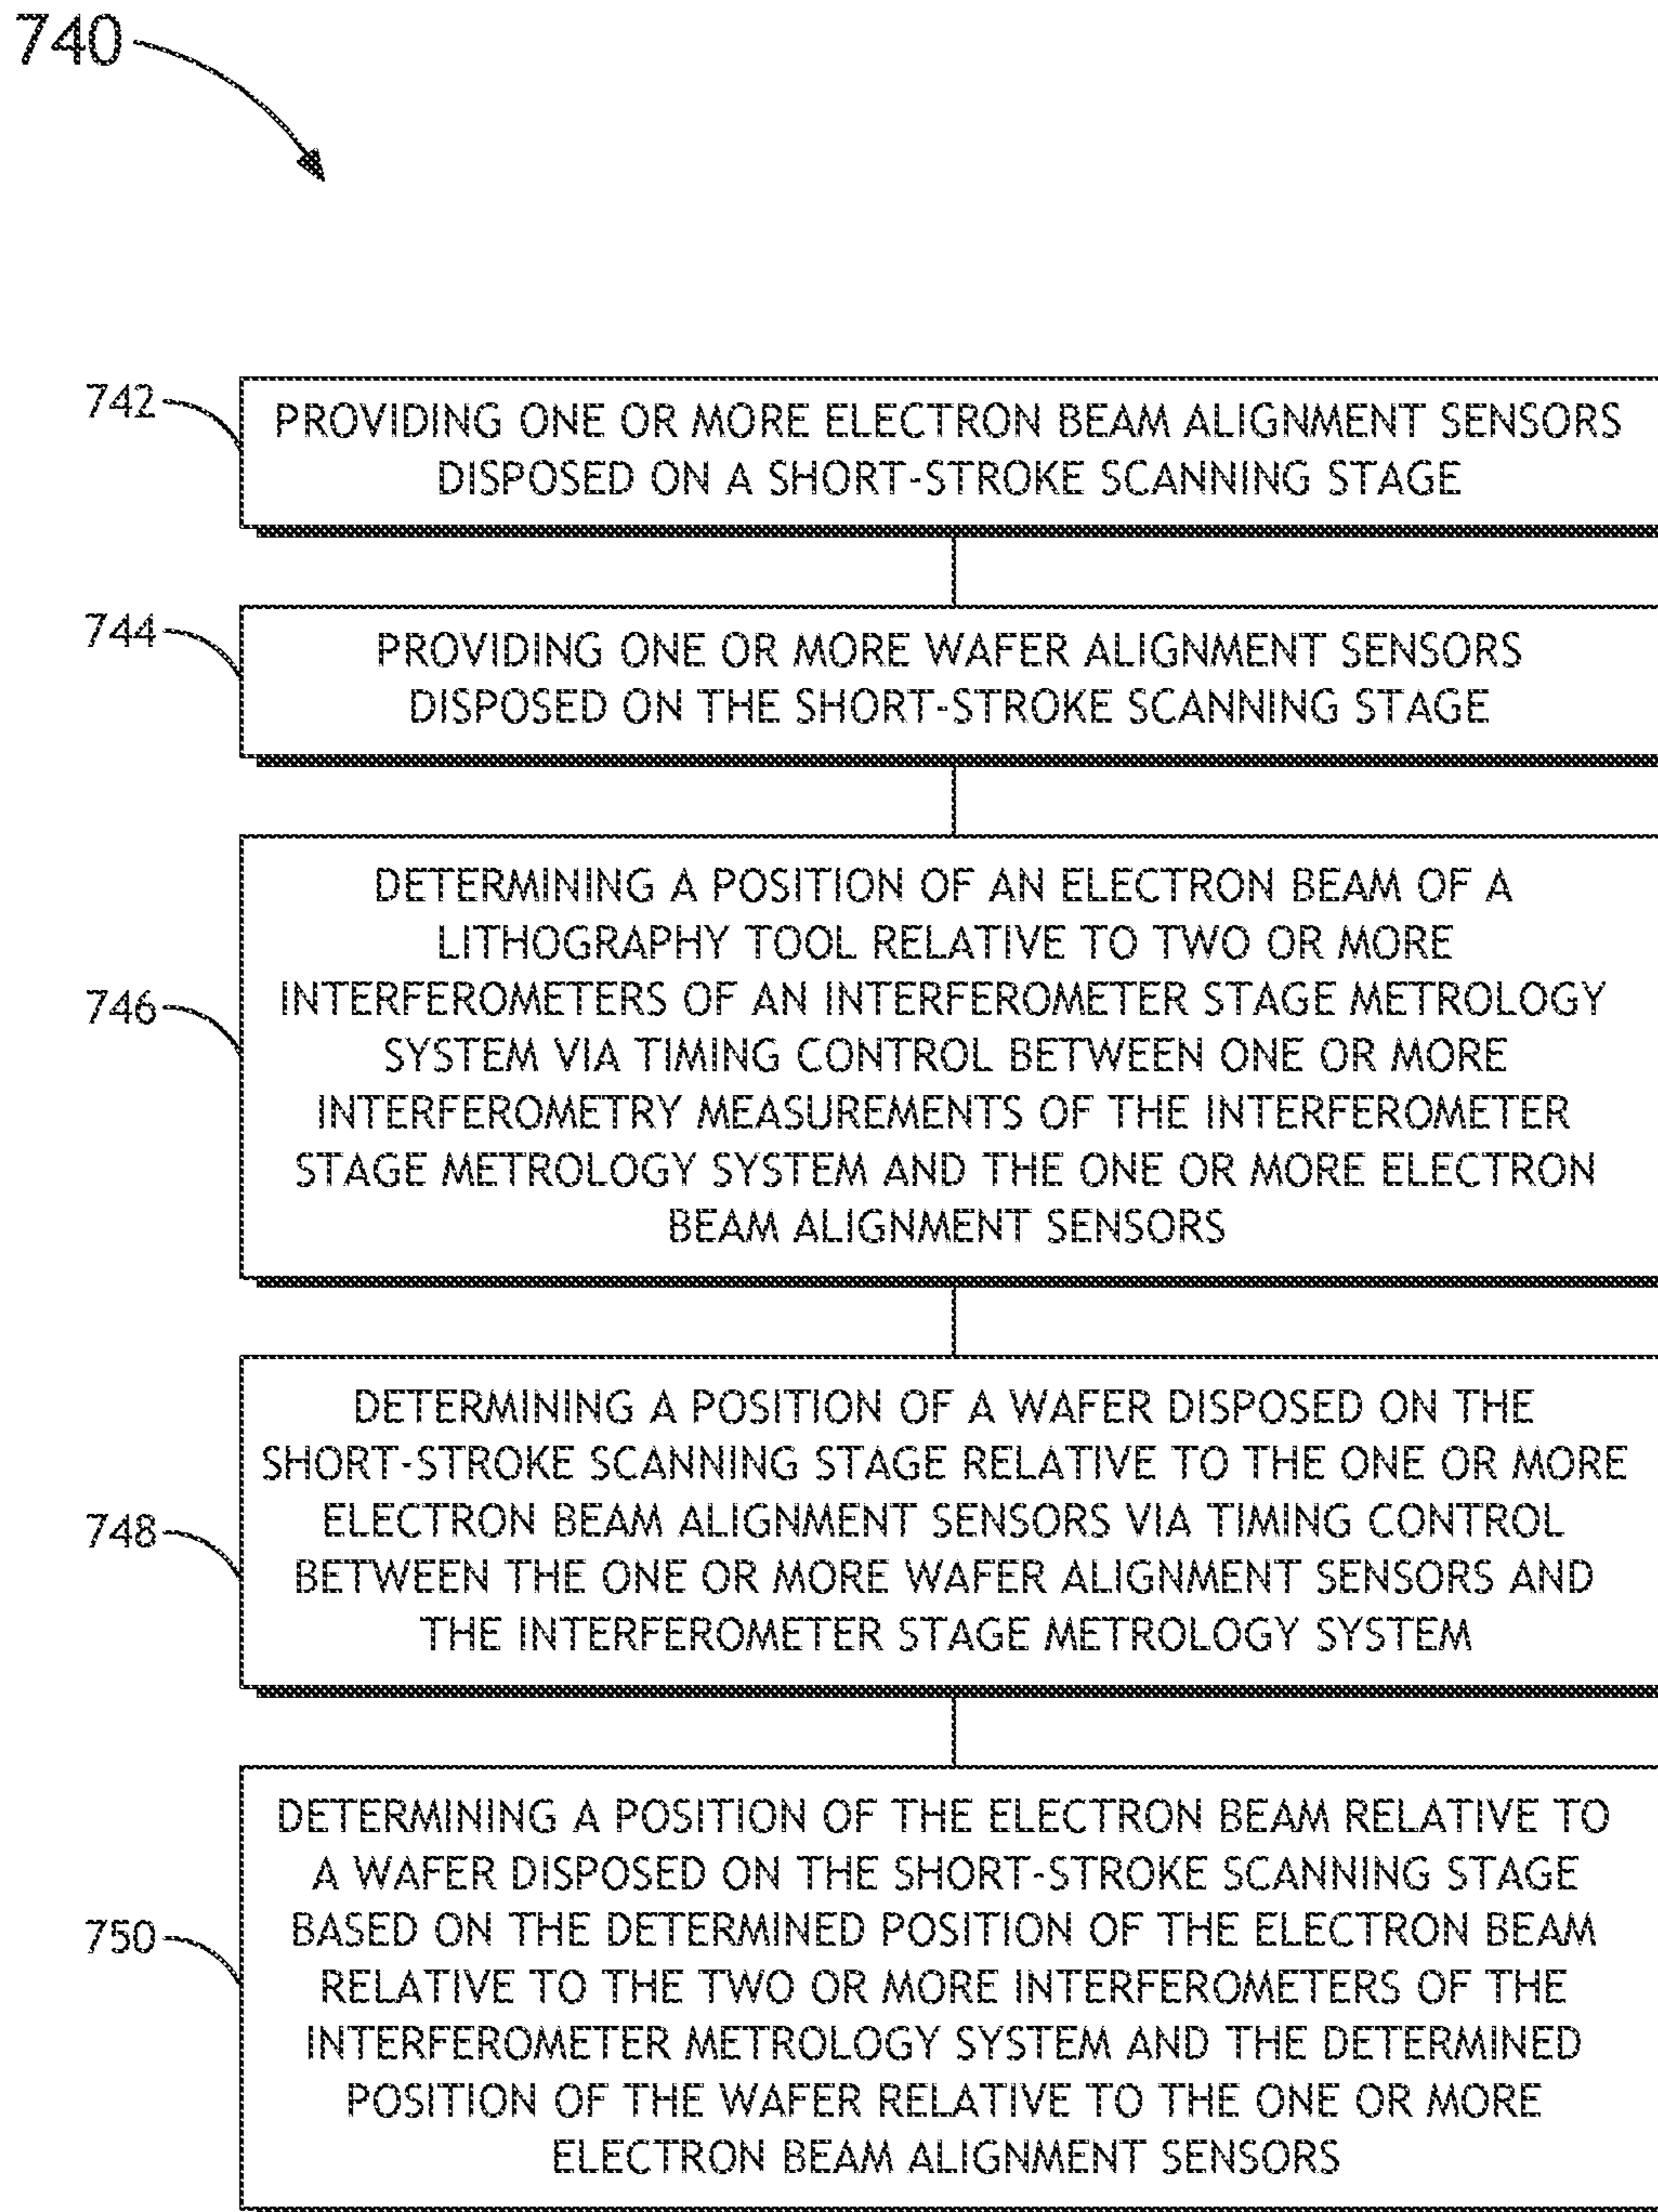 740
742
PROVIDING ONE OR MORE ELECTRON BEAM ALIGNMENT SENSORS
DISPOSED ON A SHORT-STROKE SCANNING STAGE
744
PROVIDING ONE OR MORE WAFER ALIGNMENT SENSORS
DISPOSED ON THE SHORT-STROKE SCANNING STAGE
746
DETERMINING A POSITION OF AN ELECTRON BEAM OF A
LITHOGRAPHY TOOL RELATIVE TO TWO OR MORE
INTERFEROMETERS OF AN INTERFEROMETER STAGE METROLOGY
SYSTEM VIA TIMING CONTROL BETWEEN ONE OR MORE
INTERFEROMETRY MEASUREMENTS OF THE INTERFEROMETER
STAGE METROLOGY SYSTEM AND THE ONE OR MORE ELECTRON
BEAM ALIGNMENT SENSORS
748
DETERMINING A POSITION OF A WAFER DISPOSED ON THE
SHORT-STROKE SCANNING STAGE RELATIVE TO THE ONE OR MORE
ELECTRON BEAM ALIGNMENT SENSORS VIA TIMING CONTROL
BETWEEN THE ONE OR MORE WAFER ALIGNMENT SENSORS AND
THE INTERFEROMETER STAGE METROLOGY SYSTEM
750
DETERMINING A POSITION OF THE ELECTRON BEAM RELATIVE TO
A WAFER DISPOSED ON THE SHORT-STROKE SCANNING STAGE
BASED ON THE DETERMINED POSITION OF THE ELECTRON BEAM
RELATIVE TO THE TWO OR MORE INTERFEROMETERS OF THE
INTERFEROMETER METROLOGY SYSTEM AND THE DETERMINED
POSITION OF THE WAFER RELATIVE TO THE ONE OR MORE
ELECTRON BEAM ALIGNMENT SENSORS